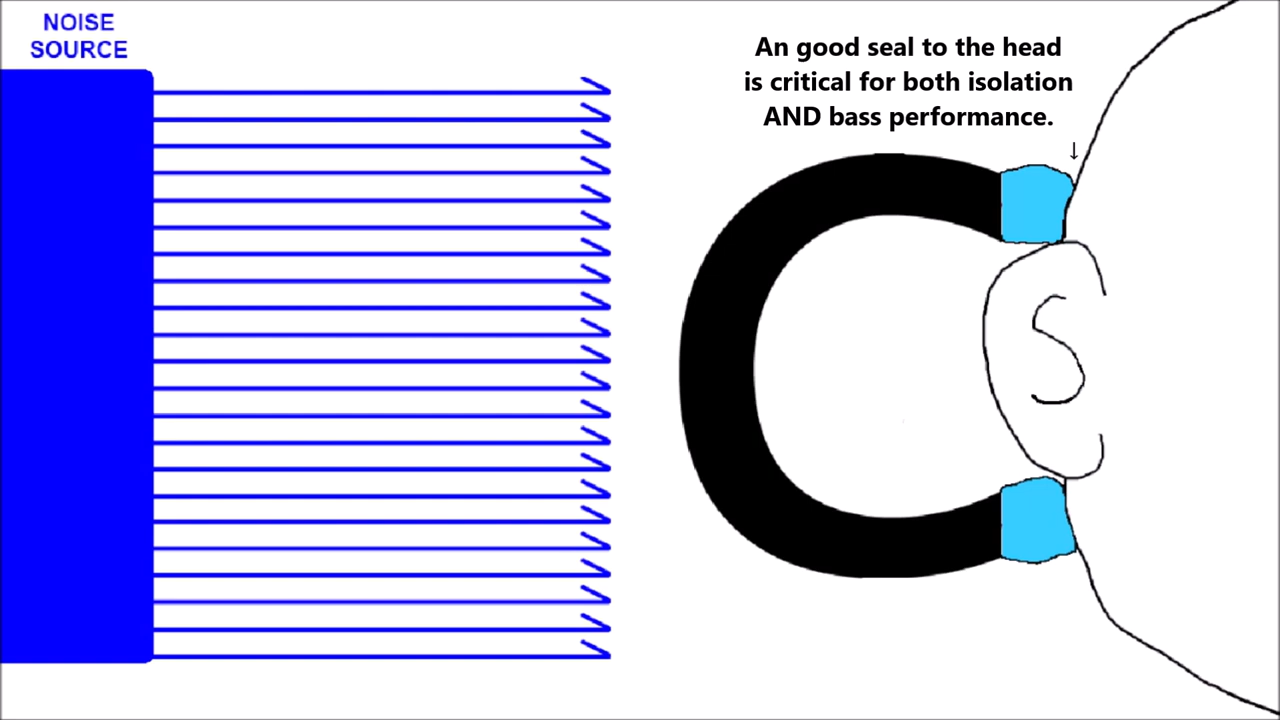 NOISE
SOURCE
An good seal to the head
is critical for both isolation
AND bass performance.
↓